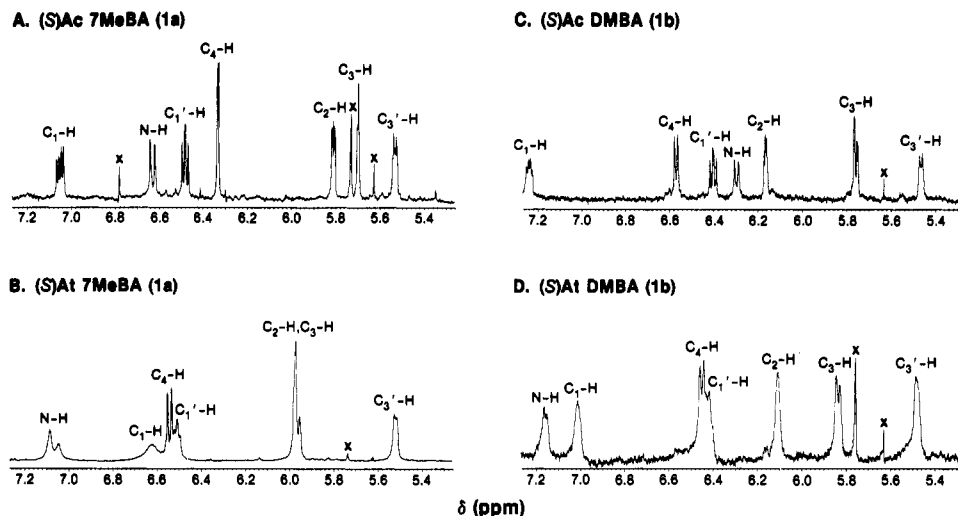 A. (S)Ac 7MeBA (1a)
C₄-H
C₃-H
C₁-H
x
N-H
C₁'-H
C₂-H
x
x
C₃'-H
7.2 7.0 6.8 6.6 6.4 6.2 6.0 5.8 5.6 5.4
B. (S)At 7MeBA (1a)
C₂-H,C₃-H
N-H
C₁-H
C₄-H
C₁'-H
x
C₃'-H
7.2 7.0 6.8 6.6 6.4 6.2 6.0 5.8 5.6 5.4
C. (S)Ac DMBA (1b)
C₁-H
C₄-H
C₁'-H
N-H
C₂-H
C₃-H
x
C₃'-H
7.2 7.0 6.8 6.6 6.4 6.2 6.0 5.8 5.6 5.4
D. (S)At DMBA (1b)
N-H
C₁-H
C₄-H
C₁'-H
C₂-H
C₃-H
x
x
C₃'-H
7.2 7.0 6.8 6.6 6.4 6.2 6.0 5.8 5.6 5.4
δ (ppm)